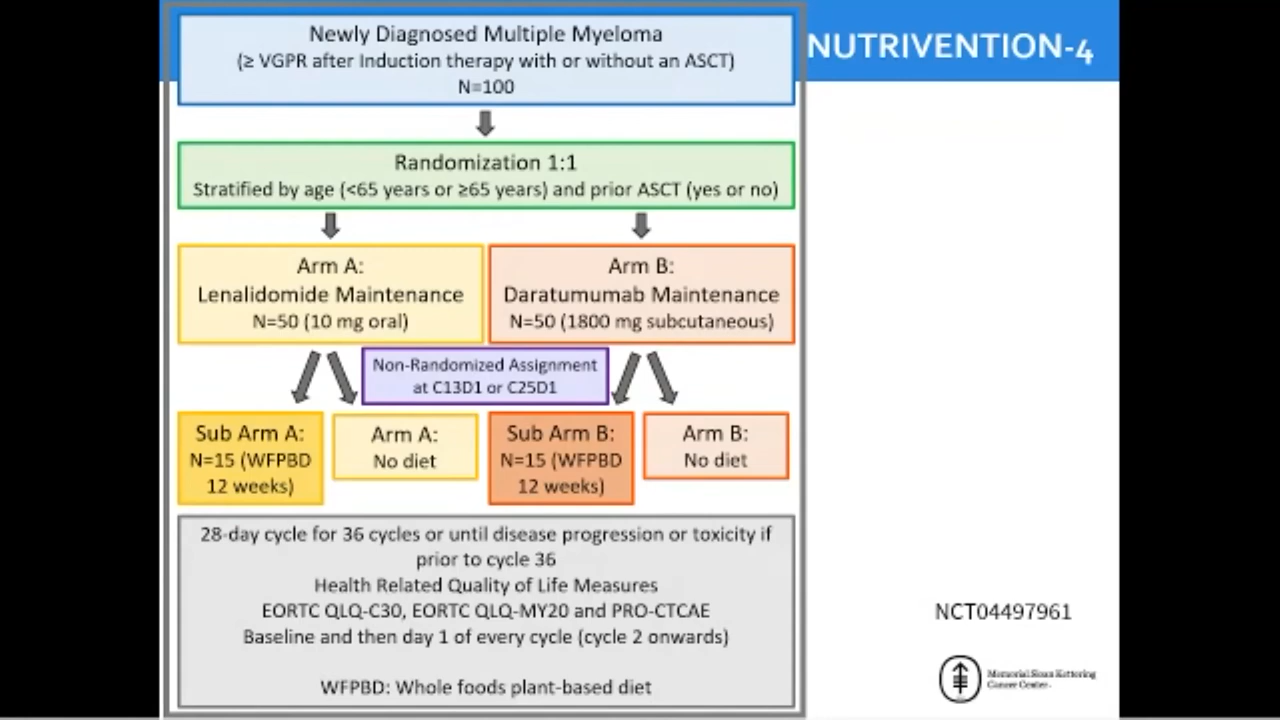 NUTRIVENTION-4
Newly Diagnosed Multiple Myeloma
(≥ VGPR after Induction therapy with or without an ASCT)
N=100
Randomization 1:1
Stratified by age (<65 years or ≥65 years) and prior ASCT (yes or no)
Arm A:
Lenalidomide Maintenance
N=50 (10 mg oral)
Arm B:
Daratumumab Maintenance
N=50 (1800 mg subcutaneous)
Non-Randomized Assignment
at C13D1 or C25D1
Sub Arm A:
N=15 (WFPBD
12 weeks)
Arm A:
No diet
Sub Arm B:
N=15 (WFPBD
12 weeks)
Arm B:
No diet
28-day cycle for 36 cycles or until disease progression or toxicity if
prior to cycle 36
Health Related Quality of Life Measures
EORTC QLQ-C30, EORTC QLQ-MY20 and PRO-CTCAE
Baseline and then day 1 of every cycle (cycle 2 onwards)
WFPBD: Whole foods plant-based diet
NCT04497961
Memorial Sloan Kettering
Cancer Center